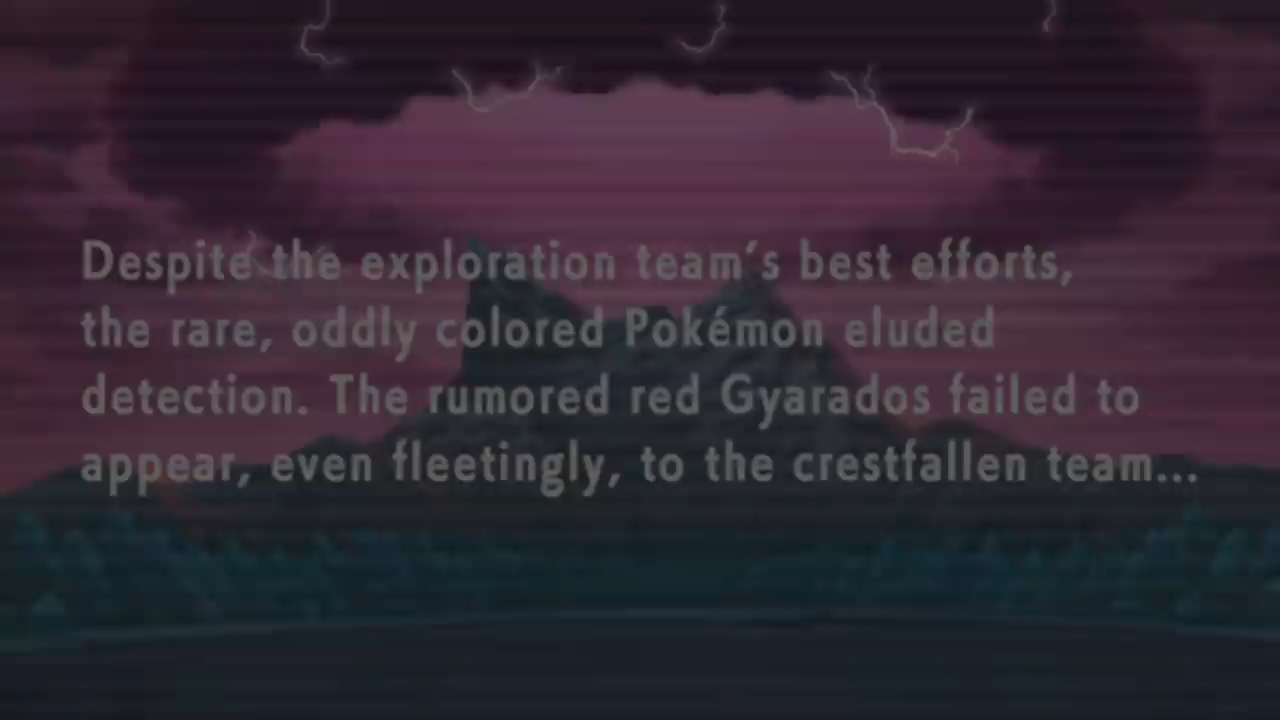 Despite the exploration team's best efforts,
the rare, oddly colored Pokémon eluded
detection. The rumored red Gyarados failed to
appear, even fleetingly, to the crestfallen team...